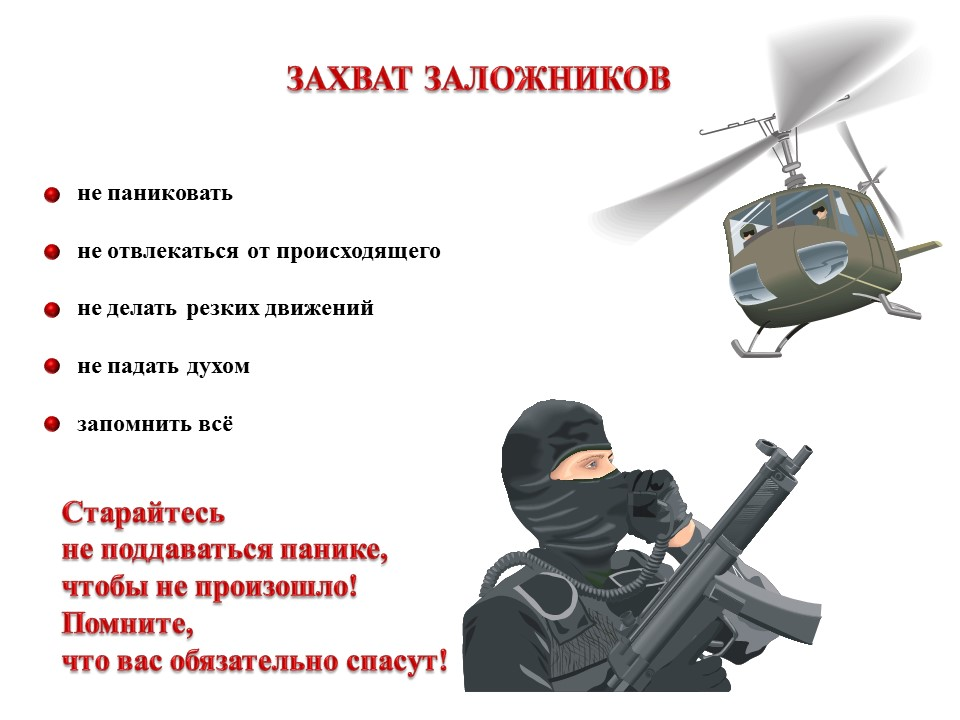 ЗАХВАТ ЗАЛОЖНИКОВ
не паниковать
не отвлекаться от происходящего
не делать резких движений
не падать духом
запомнить всё
Старайтесь
не поддаваться панике,
чтобы не произошло!
Помните,
что вас обязательно спасут!